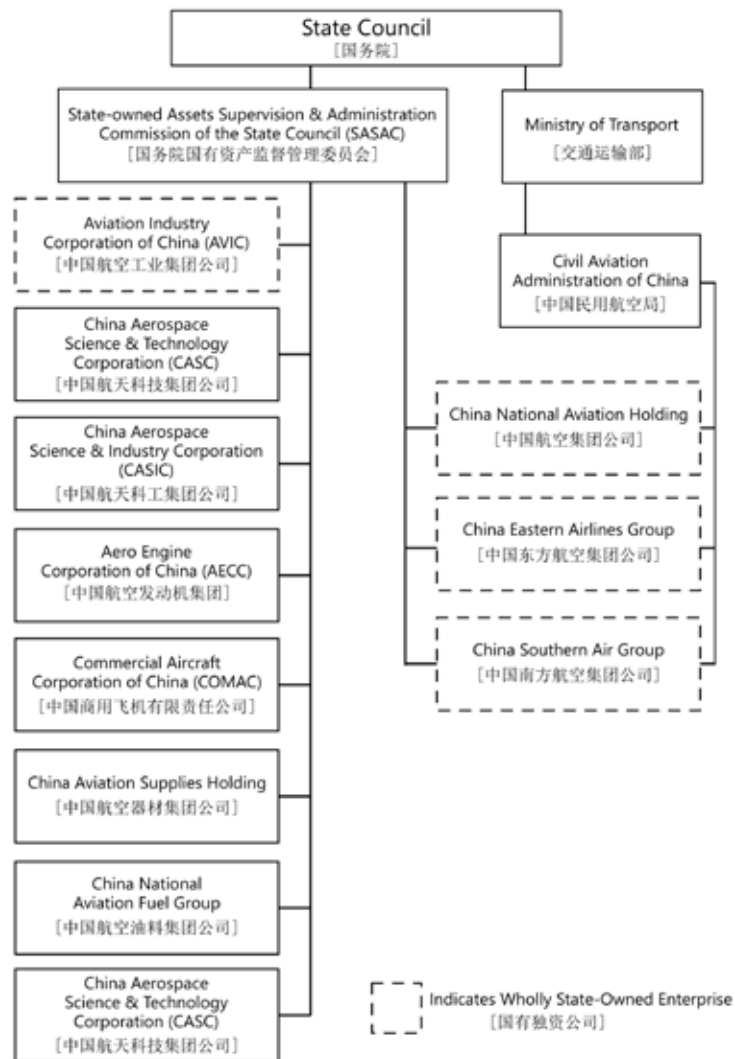 State Council
[国务院]
State-owned Assets Supervision & Administration
Commission of the State Council (SASAC)
[国务院国有资产监督管理委员会]
Ministry of Transport
[交通运输部]
Aviation Industry
Corporation of China (AVIC)
[中国航空工业集团公司]
Civil Aviation
Administration of China
[中国民用航空局]
China Aerospace
Science & Technology
Corporation (CASC)
[中国航天科技集团公司]
China National Aviation Holding
[中国航空集团公司]
China Aerospace
Science & Industry Corporation
(CASIC)
[中国航天科工集团公司]
China Eastern Airlines Group
[中国东方航空集团公司]
Aero Engine
Corporation of China (AECC)
[中国航空发动机集团]
China Southern Air Group
[中国南方航空集团公司]
Commercial Aircraft
Corporation of China (COMAC)
[中国商用飞机有限责任公司]
China Aviation Supplies Holding
[中国航空器材集团公司]
China National
Aviation Fuel Group
[中国航空油料集团公司]
China Aerospace
Science & Technology
Corporation (CASC)
[中国航天科技集团公司]
Indicates Wholly State-Owned Enterprise
[国有独资公司]